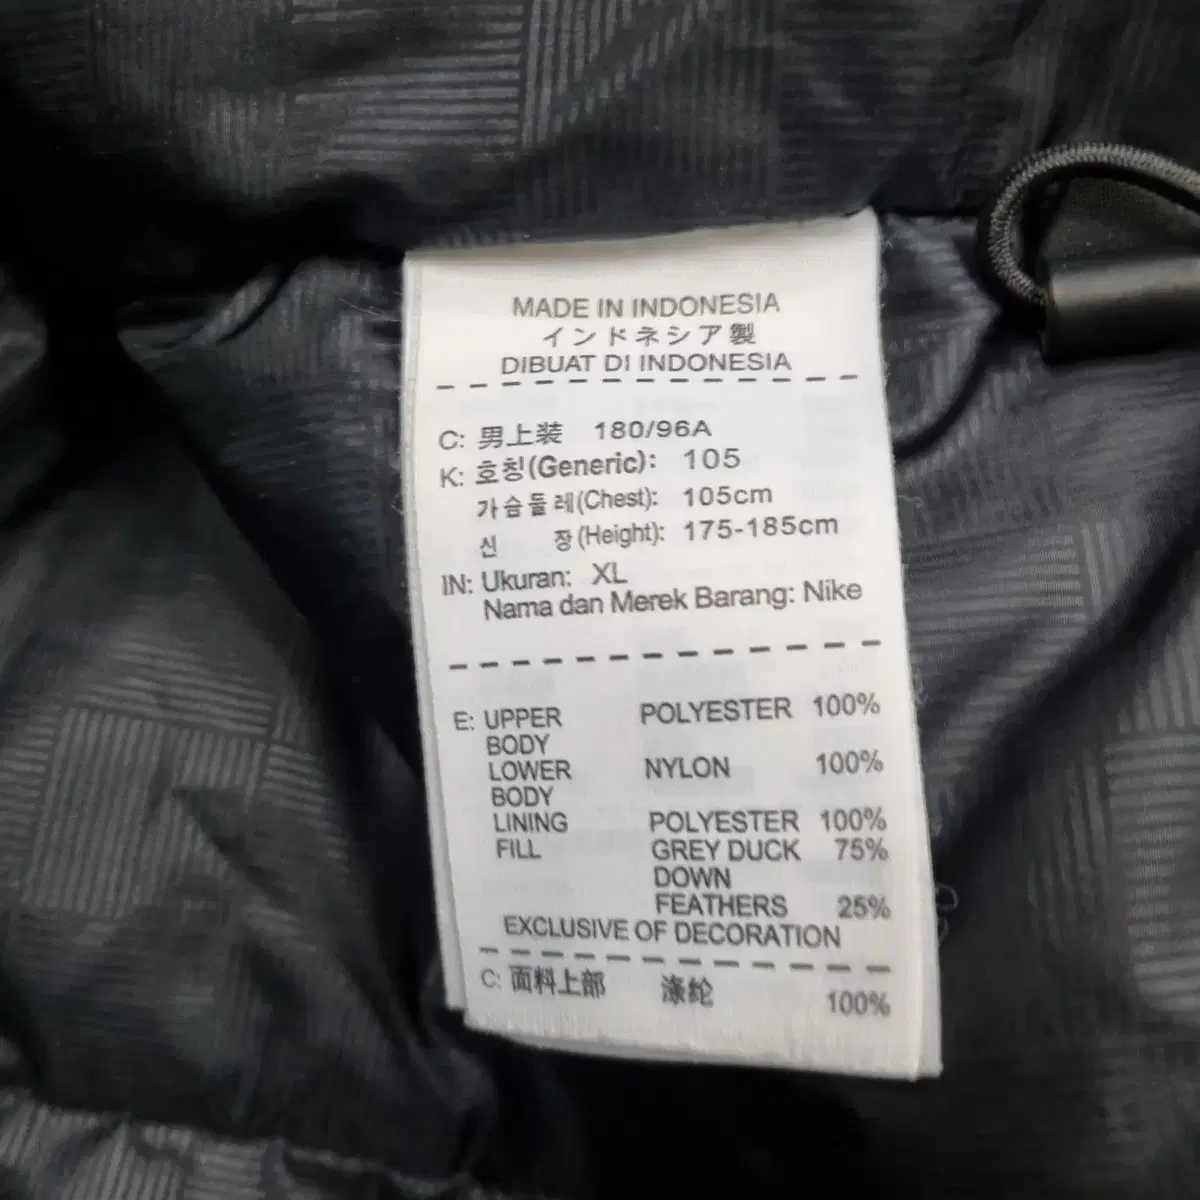 MADE IN INDONESIA
インドネシア製
DIBUAT DI INDONESIA
C: 男上装 180/96A
K: 호칭(Generic): 105
가슴둘레(Chest): 105cm
신 장(Height): 175-185cm
IN: Ukuran: XL
Nama dan Merek Barang: Nike
E: UPPER POLYESTER 100%
BODY
LOWER NYLON 100%
BODY
LINING POLYESTER 100%
FILL GREY DUCK 75%
DOWN
FEATHERS 25%
EXCLUSIVE OF DECORATION
C: 面料上部 涤纶 100%